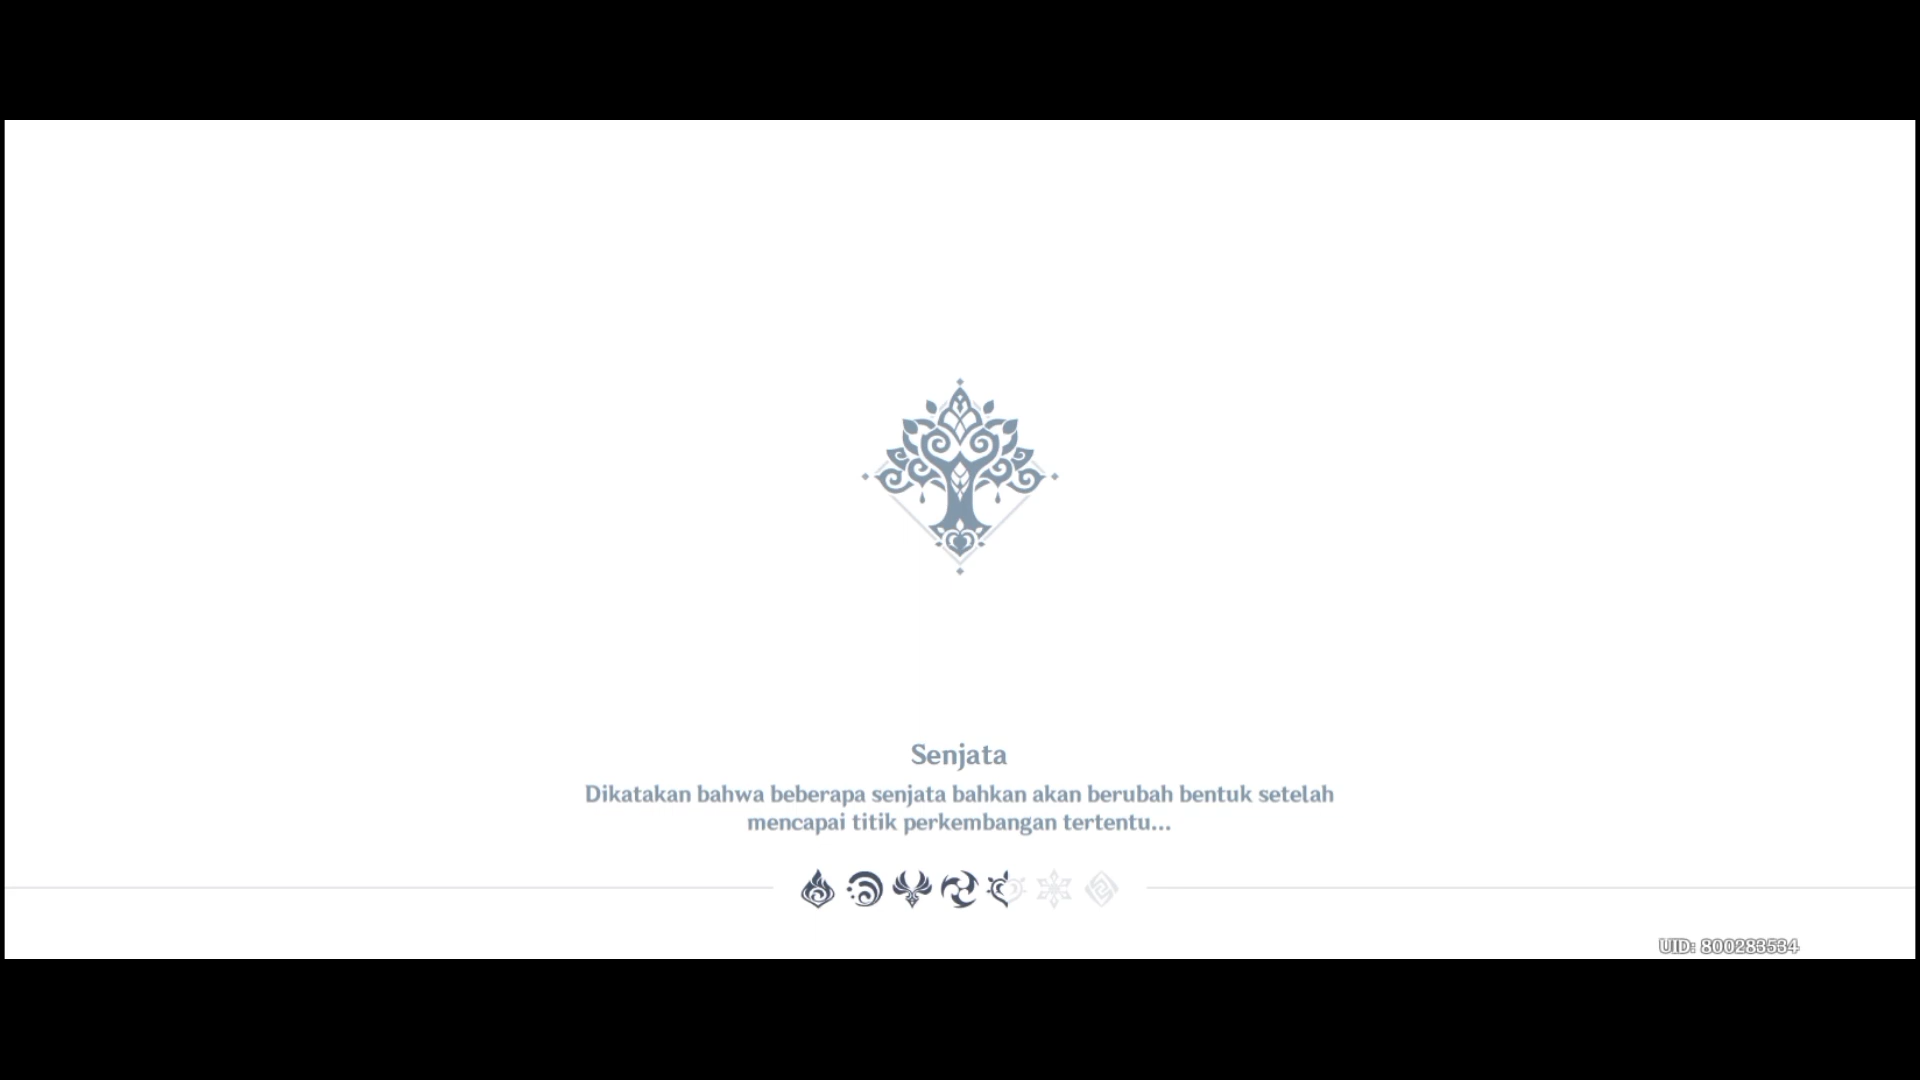 Senjata
Dikatakan bahwa beberapa senjata bahkan akan berubah bentuk setelah
mencapai titik perkembangan tertentu...
UID: 800283534